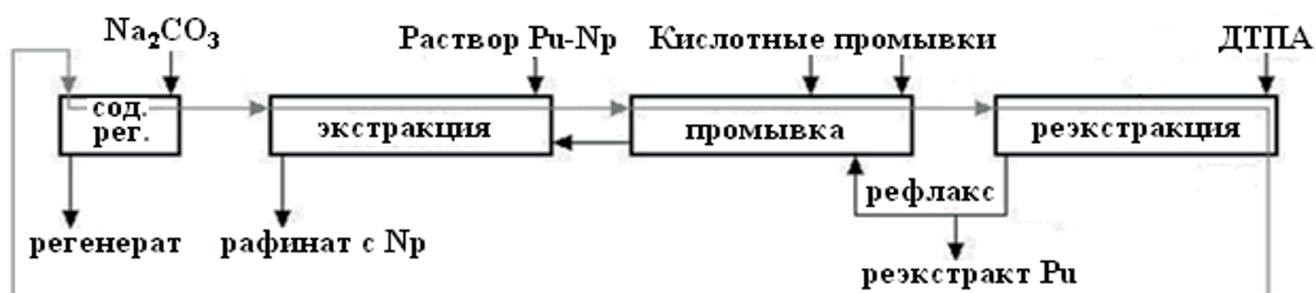 Na₂CO₃
Раствор Pu-Np
Кислотные промывки
ДТПА
сод.
рег.
экстракция
промывка
реэкстракция
рефлакс
регенерат
рафинат с Np
реэкстракт Pu